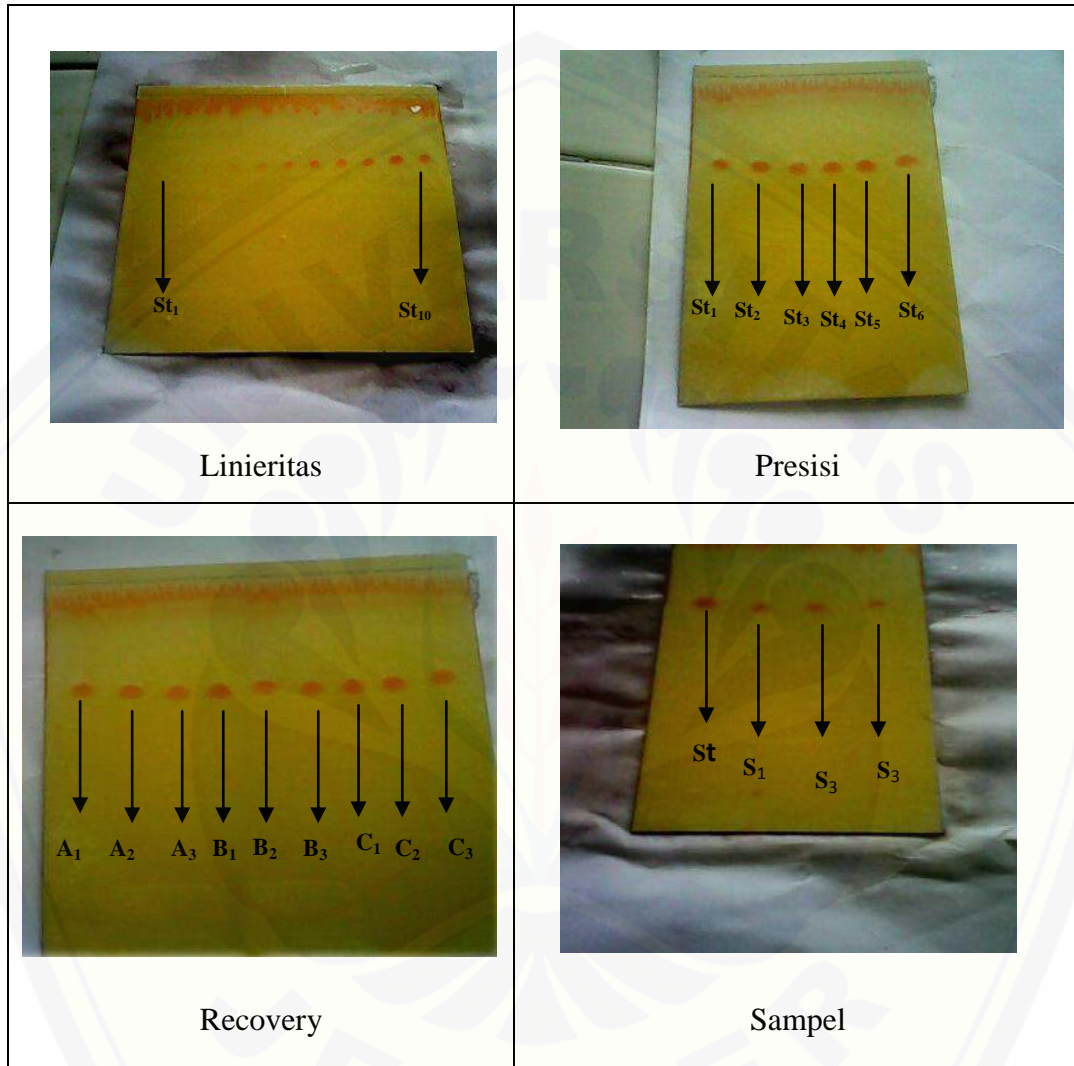 St₁
St₁₀
Linieritas
St₁ St₂ St₃ St₄ St₅ St₆
Presisi
A₁ A₂ A₃ B₁ B₂ B₃ C₁ C₂ C₃
Recovery
St S₁ S₃ S₃
Sampel